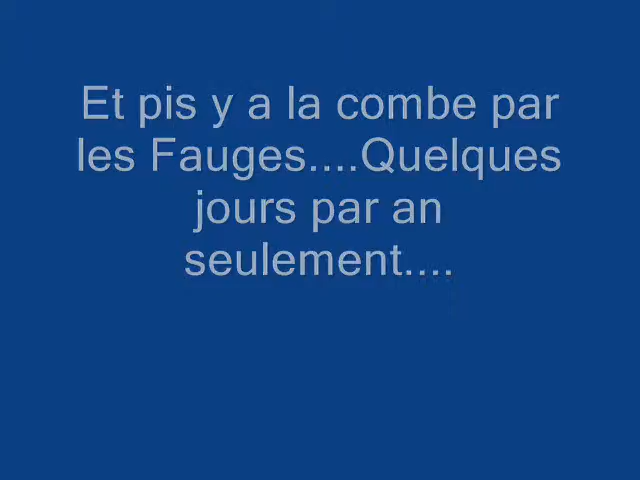 Et pis y a la combe par
les Fauges....Quelques
jours par an
seulement....